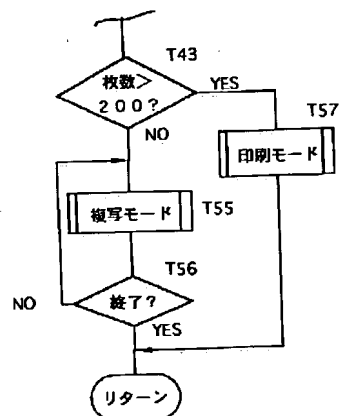 T43
枚数>
200?
YES
T57
NO
印刷モード
複写モード
T55
T56
NO
終了?
YES
リターン